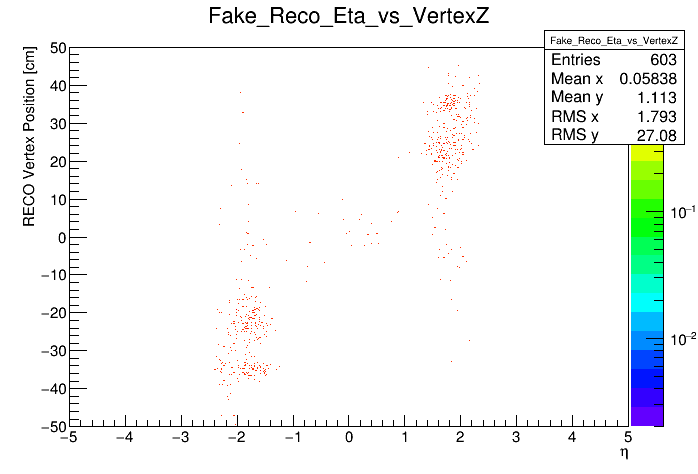 Fake_Reco_Eta_vs_VertexZ
Fake_Reco_Eta_vs_VertexZ
Entries 603
Mean x 0.05838
Mean y 1.113
RMS x 1.793
RMS y 27.08
RECO Vertex Position [cm]
50
40
30
20
10
0
−10
−20
−30
−40
−50
−5 −4 −3 −2 −1 0 1 2 3 4 5
η
10⁻¹
10⁻²